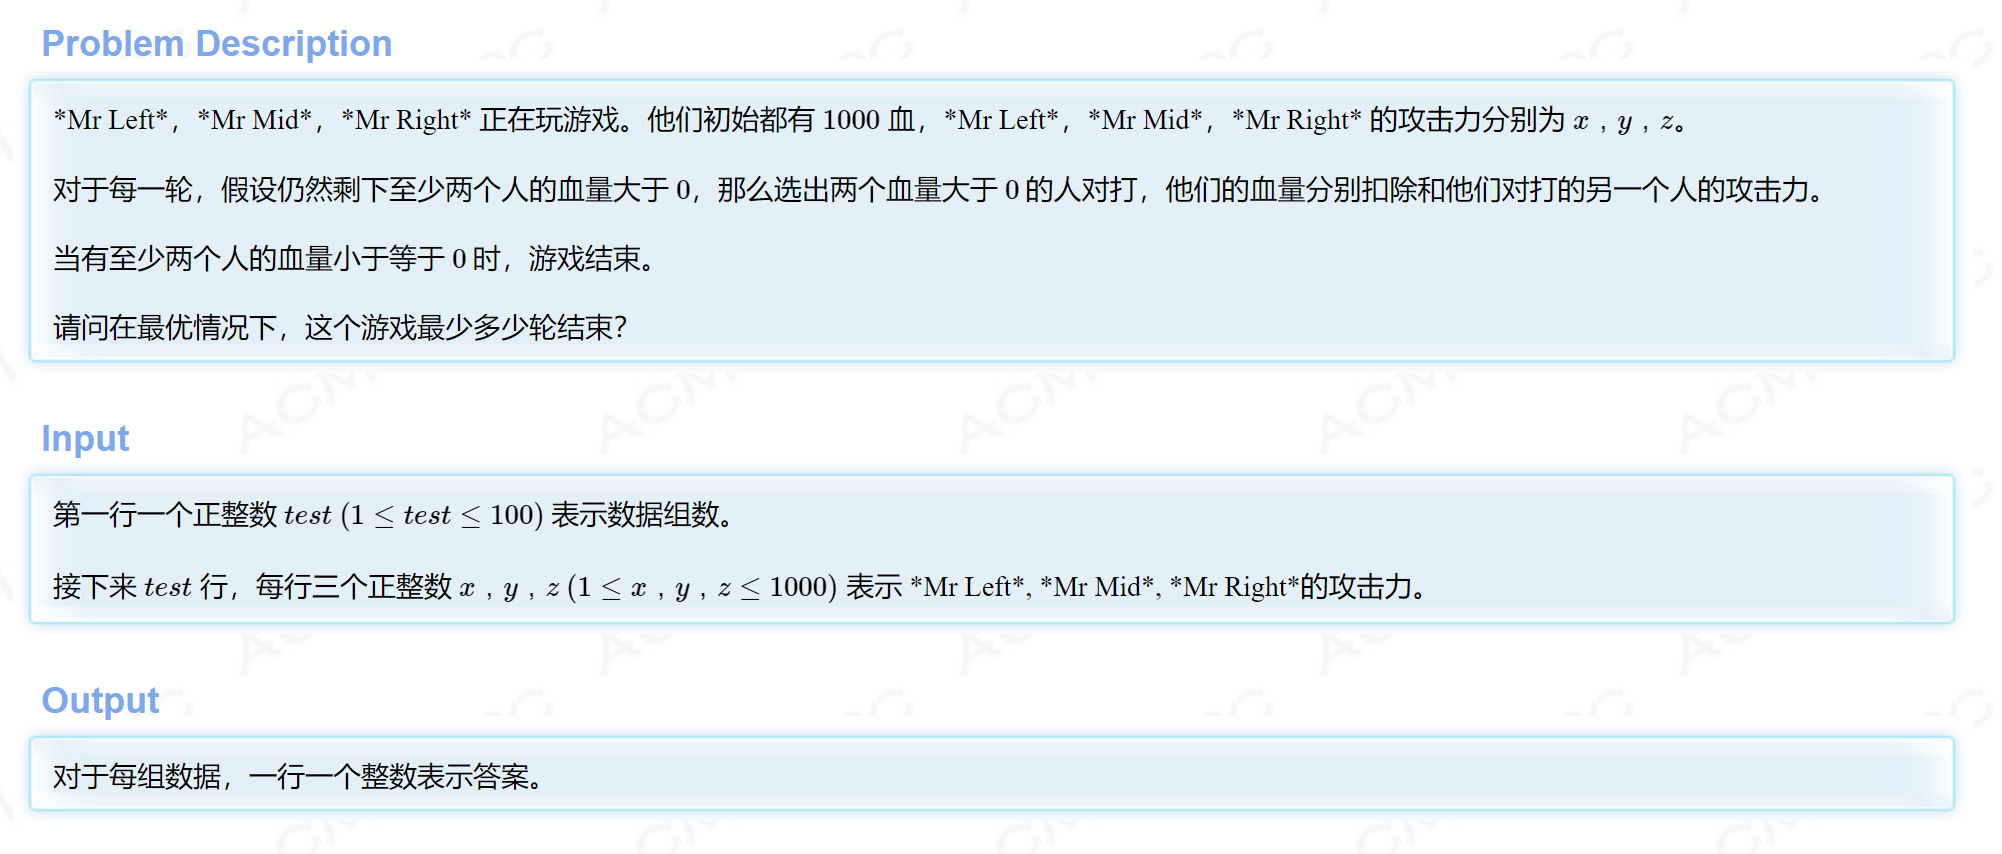 Problem Description
*Mr Left*，*Mr Mid*，*Mr Right* 正在玩游戏。他们初始都有 1000 血，*Mr Left*，*Mr Mid*，*Mr Right* 的攻击力分别为 x , y , z。
对于每一轮，假设仍然剩下至少两个人的血量大于 0，那么选出两个血量大于 0 的人对打，他们的血量分别扣除和他们对打的另一个人的攻击力。
当有至少两个人的血量小于等于 0 时，游戏结束。
请问在最优情况下，这个游戏最少多少轮结束？
Input
第一行一个正整数 test (1 ≤ test ≤ 100) 表示数据组数。
接下来 test 行，每行三个正整数 x , y , z (1 ≤ x , y , z ≤ 1000) 表示 *Mr Left*, *Mr Mid*, *Mr Right*的攻击力。
Output
对于每组数据，一行一个整数表示答案。